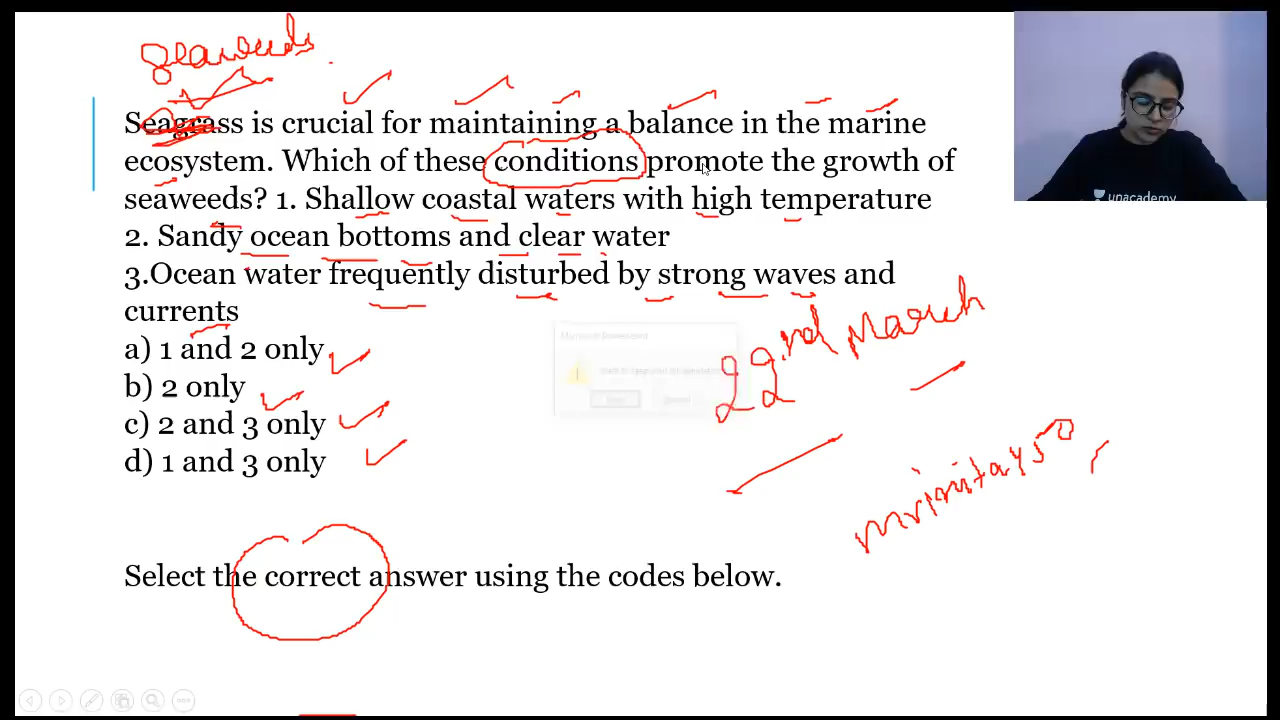 seaweeds
Seagrass is crucial for maintaining a balance in the marine
ecosystem. Which of these conditions promote the growth of
seaweeds? 1. Shallow coastal waters with high temperature
2. Sandy ocean bottoms and clear water
3.Ocean water frequently disturbed by strong waves and
currents
a) 1 and 2 only
b) 2 only
c) 2 and 3 only
d) 1 and 3 only
22nd March
Select the correct answer using the codes below.
unacademy